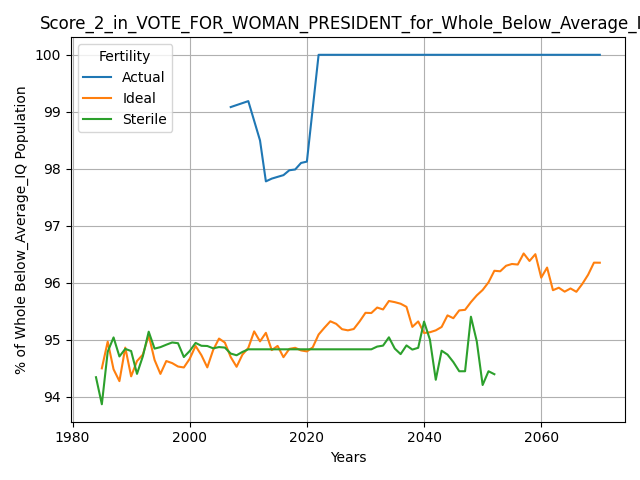 Score_2_in_VOTE_FOR_WOMAN_PRESIDENT_for_Whole_Below_Average_I
Fertility
Actual
Ideal
Sterile
% of Whole Below_Average_IQ Population
100
99
98
97
96
95
94
1980 2000 2020 2040 2060
Years